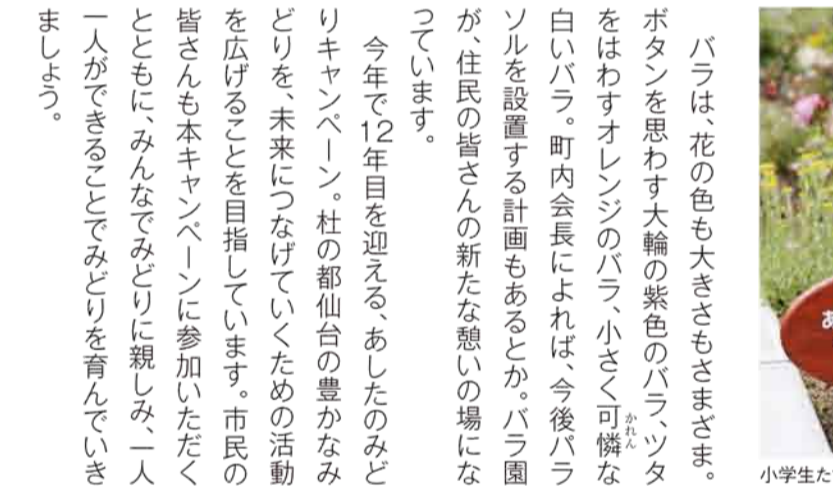 バラは、花の色も大きさもさまざま。
ボタンを思わす大輪の紫色のバラ、ツタ
をはわすオレンジのバラ、小さく可憐な
かれん
白いバラ。町内会長によれば、今後パラ
ソルを設置する計画もあるとか。バラ園
が、住民の皆さんの新たな憩いの場にな
っています。
今年で12年目を迎える、あしたのみど
りキャンペーン。杜の都仙台の豊かなみ
どりを、未来につなげていくための活動
を広げることを目指しています。市民の
皆さんも本キャンペーンに参加いただく
とともに、みんなでみどりに親しみ、一人
一人ができることでみどりを育んでいき
ましょう。
あ
小学生た